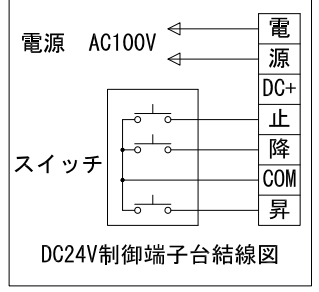 電源 AC100V
電
源
DC+
止
降
COM
昇
スイッチ
DC24V制御端子台結線図